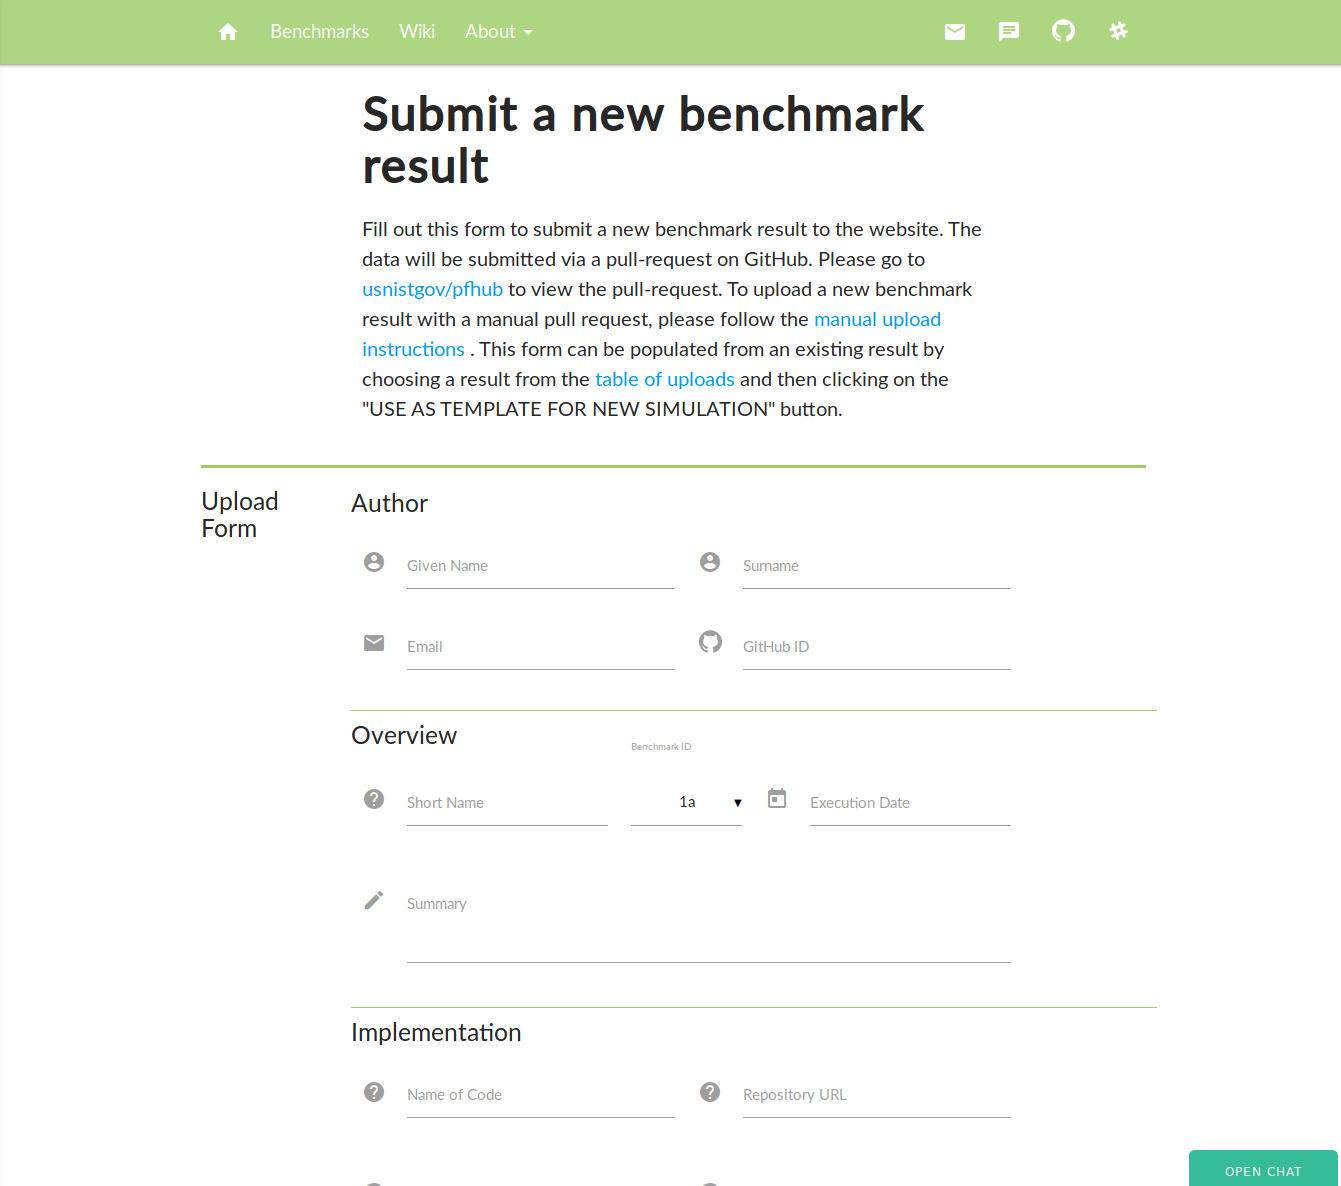 Benchmarks Wiki About
Submit a new benchmark
result
Fill out this form to submit a new benchmark result to the website. The
data will be submitted via a pull-request on GitHub. Please go to
usnistgov/pfhub to view the pull-request. To upload a new benchmark
result with a manual pull request, please follow the manual upload
instructions . This form can be populated from an existing result by
choosing a result from the table of uploads and then clicking on the
"USE AS TEMPLATE FOR NEW SIMULATION" button.
Upload
Form
Author
Given Name Surname
Email GitHub ID
Overview
Benchmark ID
Short Name 1a Execution Date
Summary
Implementation
Name of Code Repository URL
OPEN CHAT